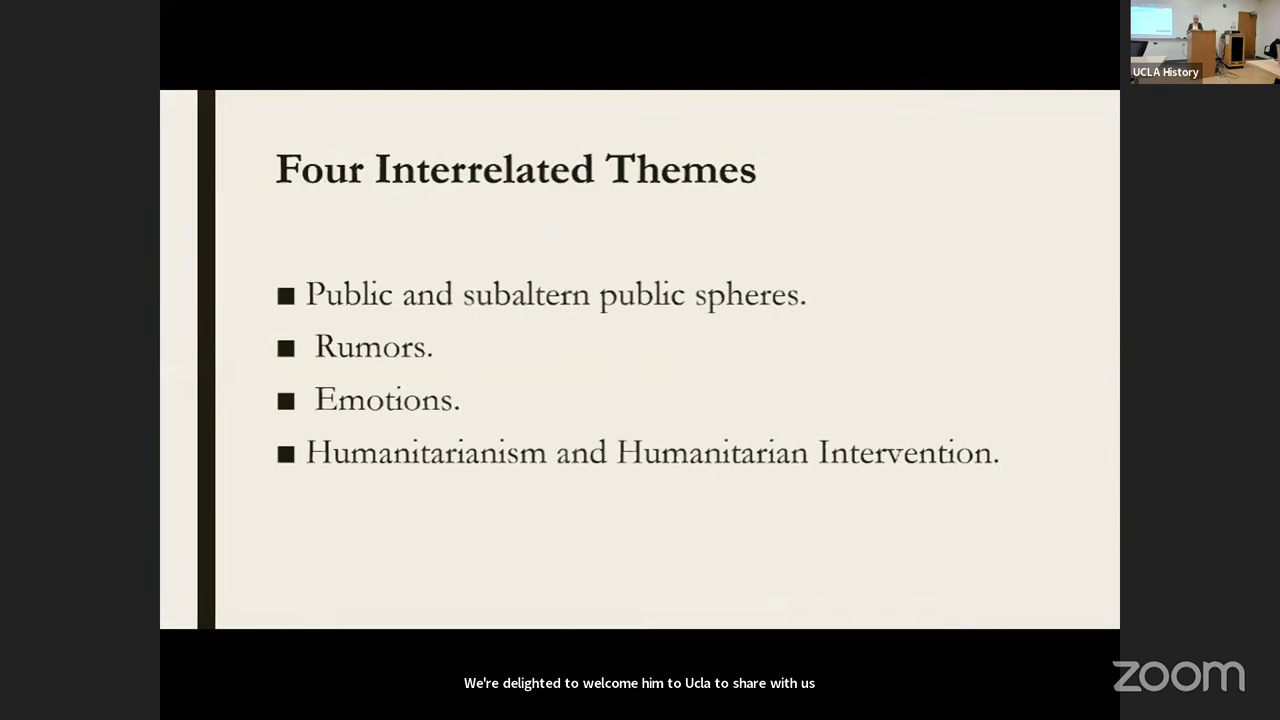 UCLA History
Four Interrelated Themes
■ Public and subaltern public spheres.
■ Rumors.
■ Emotions.
■ Humanitarianism and Humanitarian Intervention.
We're delighted to welcome him to Ucla to share with us
zoom